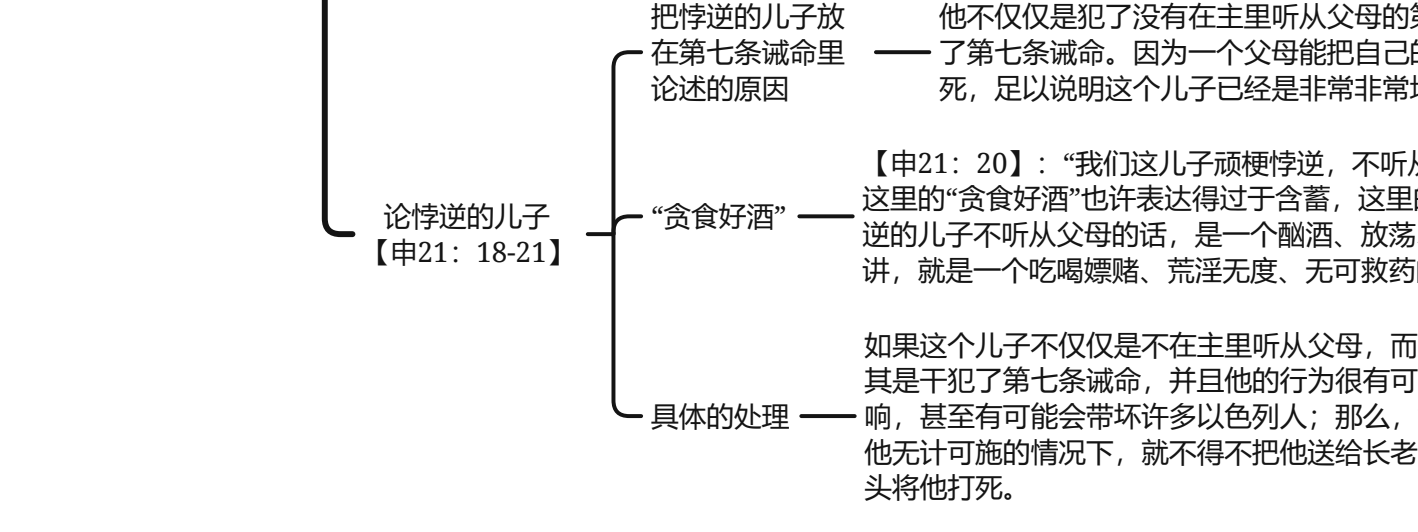 把悖逆的儿子放
在第七条诫命里
论述的原因
他不仅仅是犯了没有在主里听从父母的
了第七条诫命。因为一个父母能把自己的
死，足以说明这个儿子已经是非常非常
论悖逆的儿子
【申21：18-21】
“贪食好酒”
【申21：20】：“我们这儿子顽梗悖逆，不听从
这里的“贪食好酒”也许表达得过于含蓄，这里的
逆的儿子不听从父母的话，是一个酗酒、放荡
讲，就是一个吃喝嫖赌、荒淫无度、无可救药的
具体的处理
如果这个儿子不仅仅是不在主里听从父母，而
其是干犯了第七条诫命，并且他的行为很有可
响，甚至有可能会带坏许多以色列人；那么，
他无计可施的情况下，就不得不把他送给长老
头将他打死。